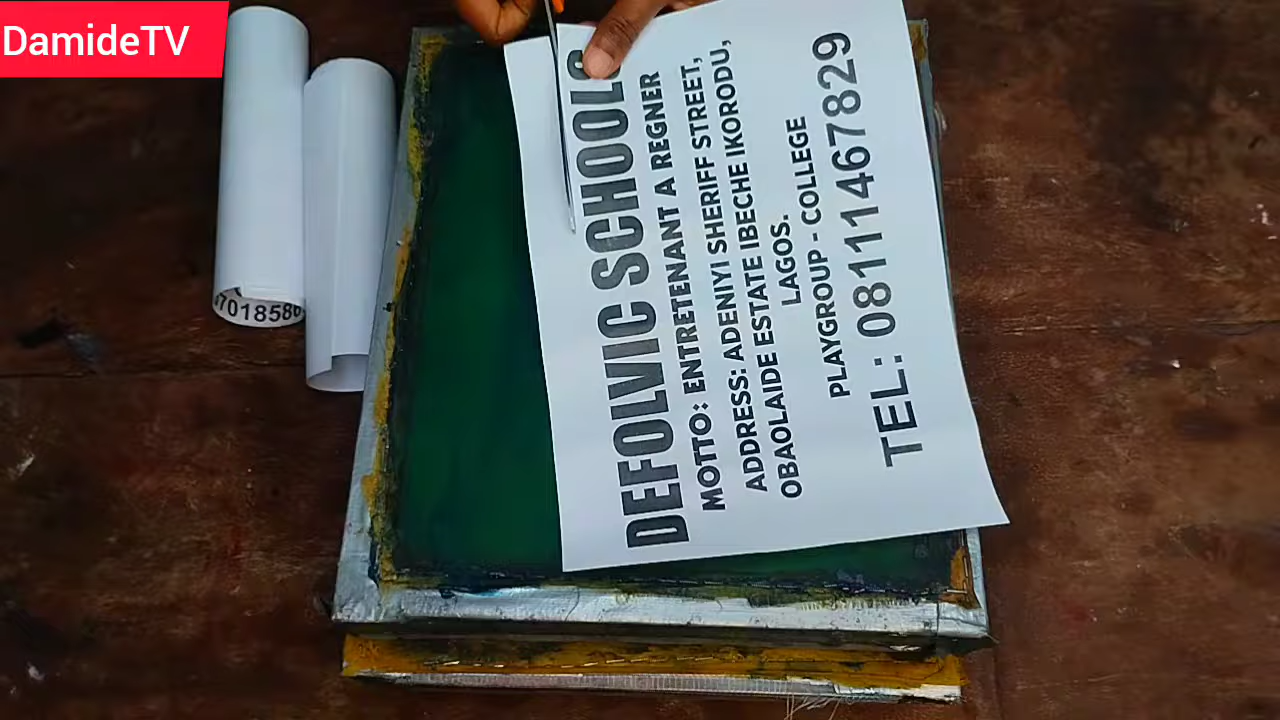 DamideTV
DEFOLVIC SCHOOLS
MOTTO: ENTRETENANT A REGNER
ADDRESS: ADENIYI SHERIFF STREET,
OBAOLAIDE ESTATE IBECHE IKORODU,
LAGOS.
PLAYGROUP - COLLEGE
TEL: 08111467829